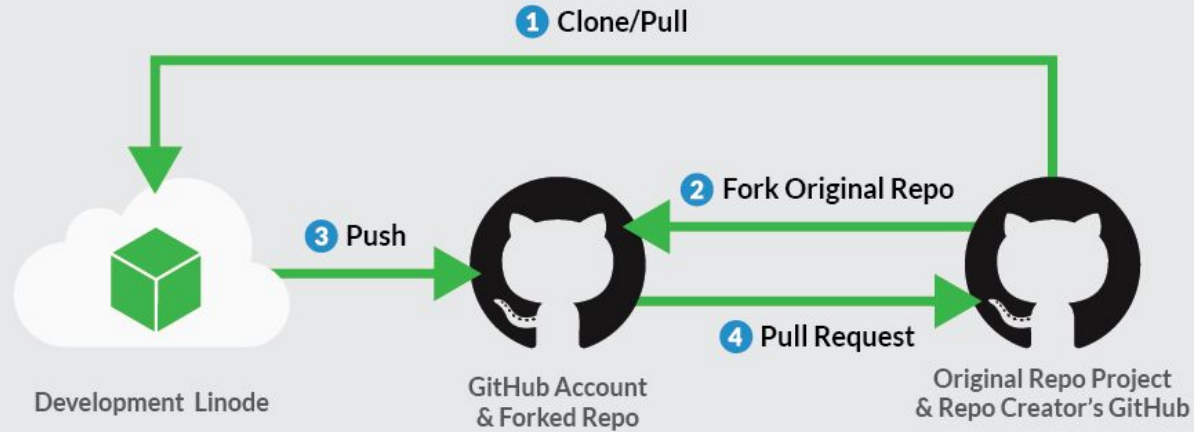 1 Clone/Pull
2 Fork Original Repo
3 Push
4 Pull Request
Development Linode
GitHub Account
& Forked Repo
Original Repo Project
& Repo Creator's GitHub